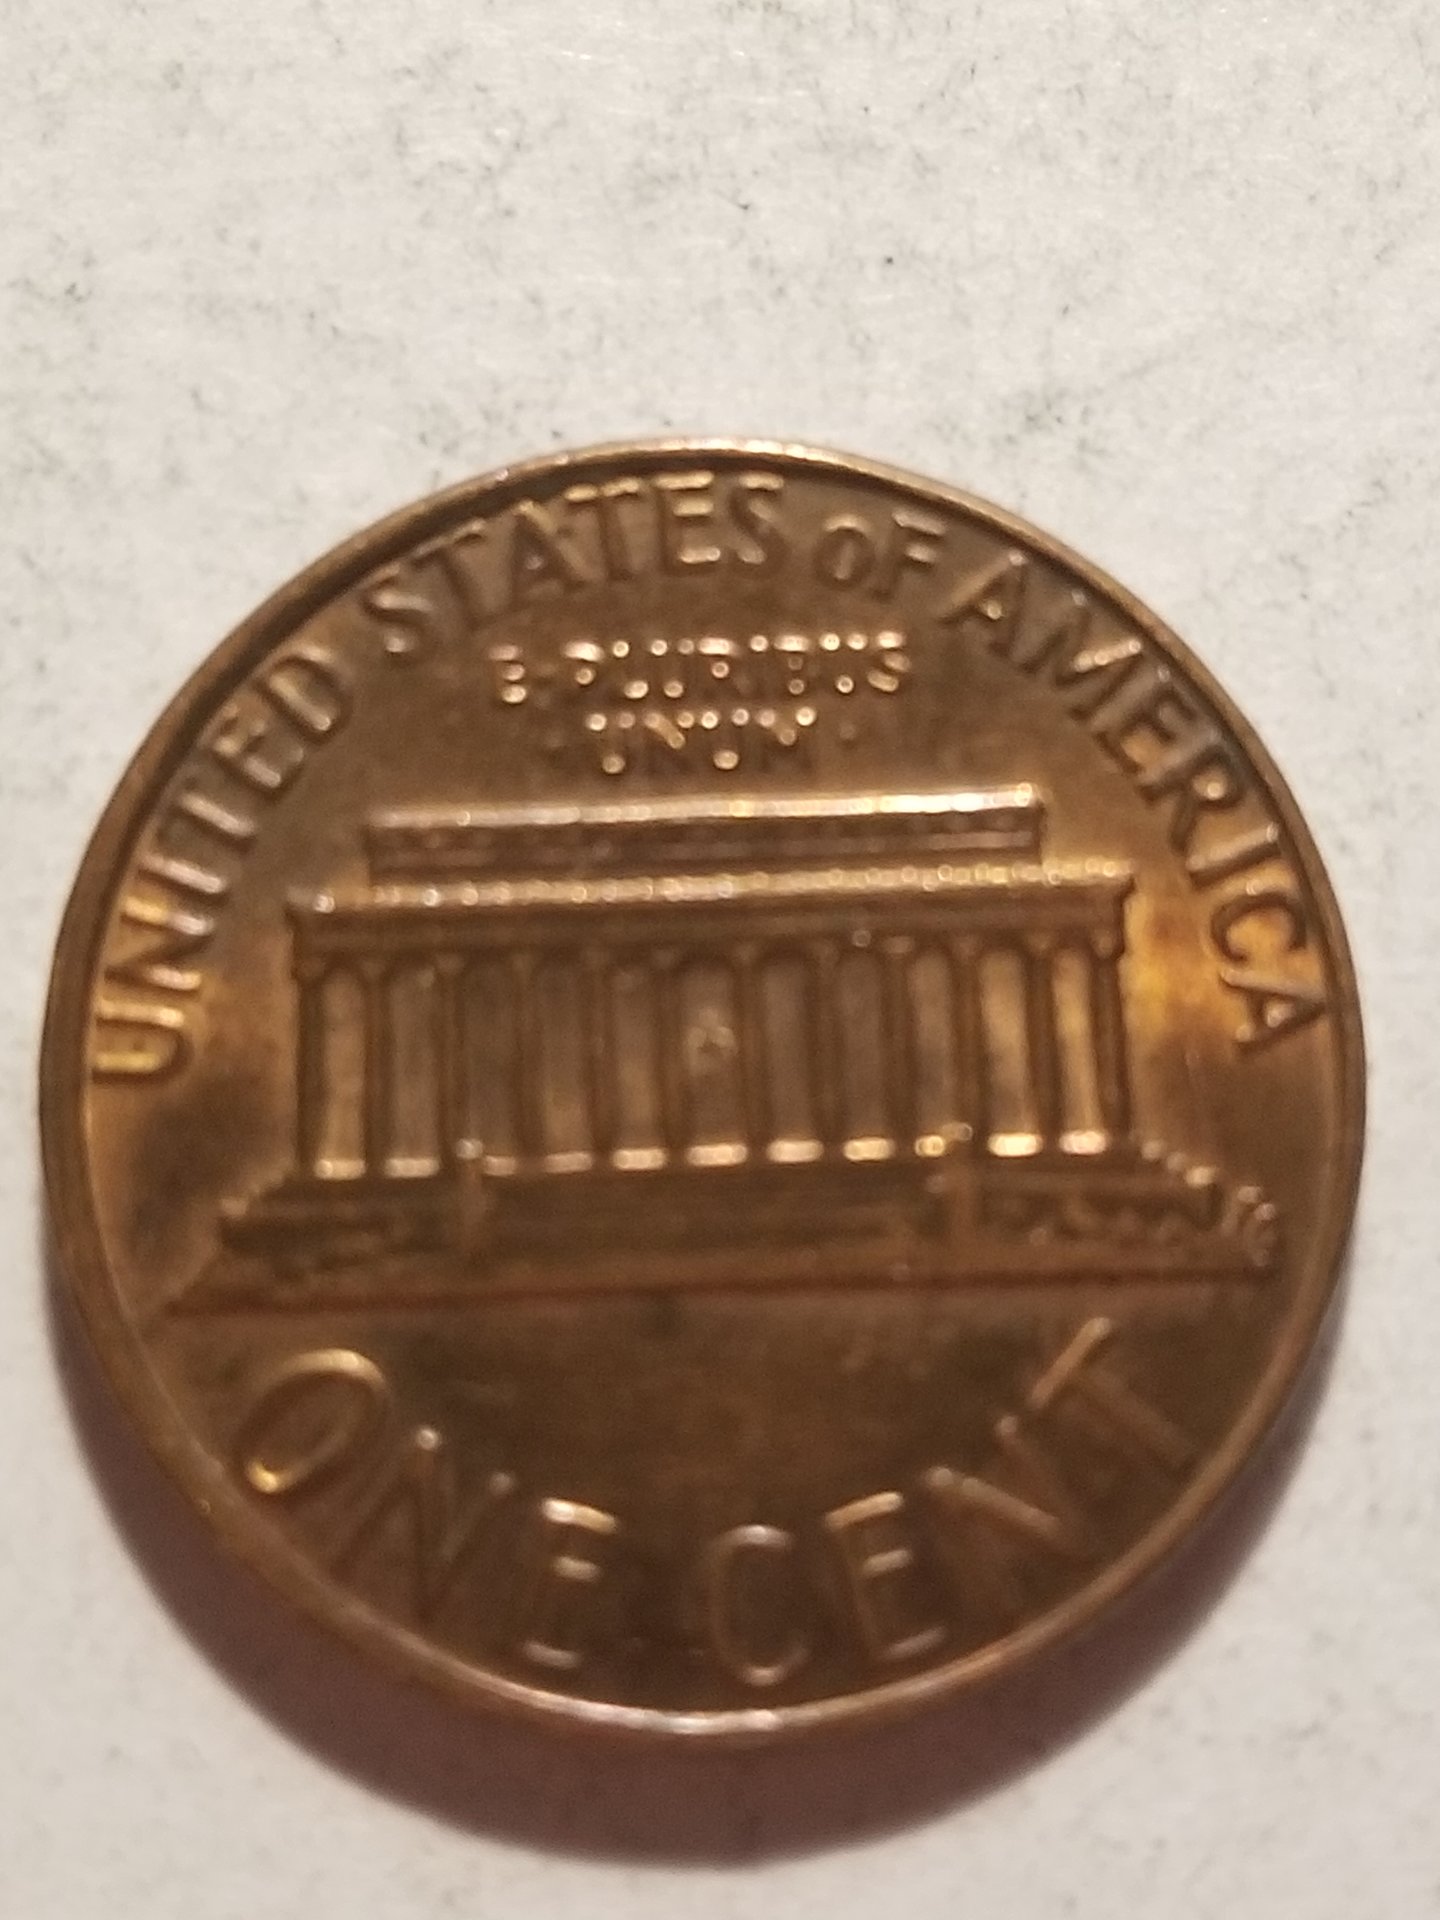 UNITED STATES oF AMERICA
E·PLURIBUS
·UNUM·
ONE CENT